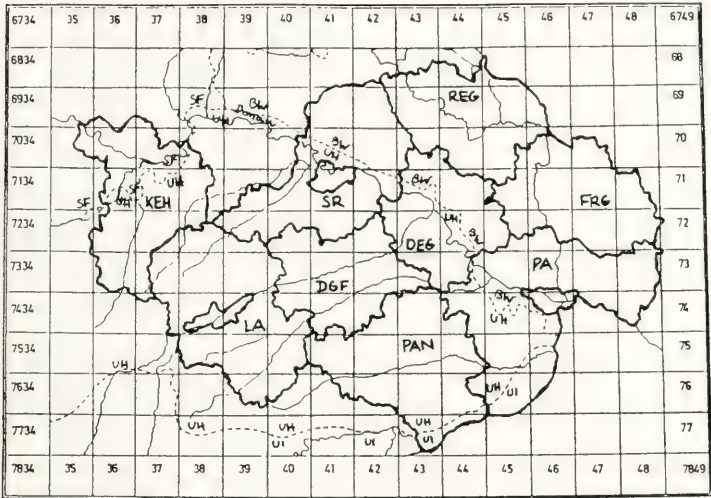 6734 35 36 37 38 39 40 41 42 43 44 45 46 47 48 6749
6834 68
6934 SF BW REG 69
UH
7034 BW 70
UH
SF
7134 BW 71
SF UH
SF UH KEH SR FRG
7234 UH 72
DEG
PA
7334 DGF 73
BW
7434 UH 74
LA
PAN
7534 75
UH
7634 UH UI 76
UH UH UH
7734 UI UI UI 77
7834 35 36 37 38 39 40 41 42 43 44 45 46 47 48 7849